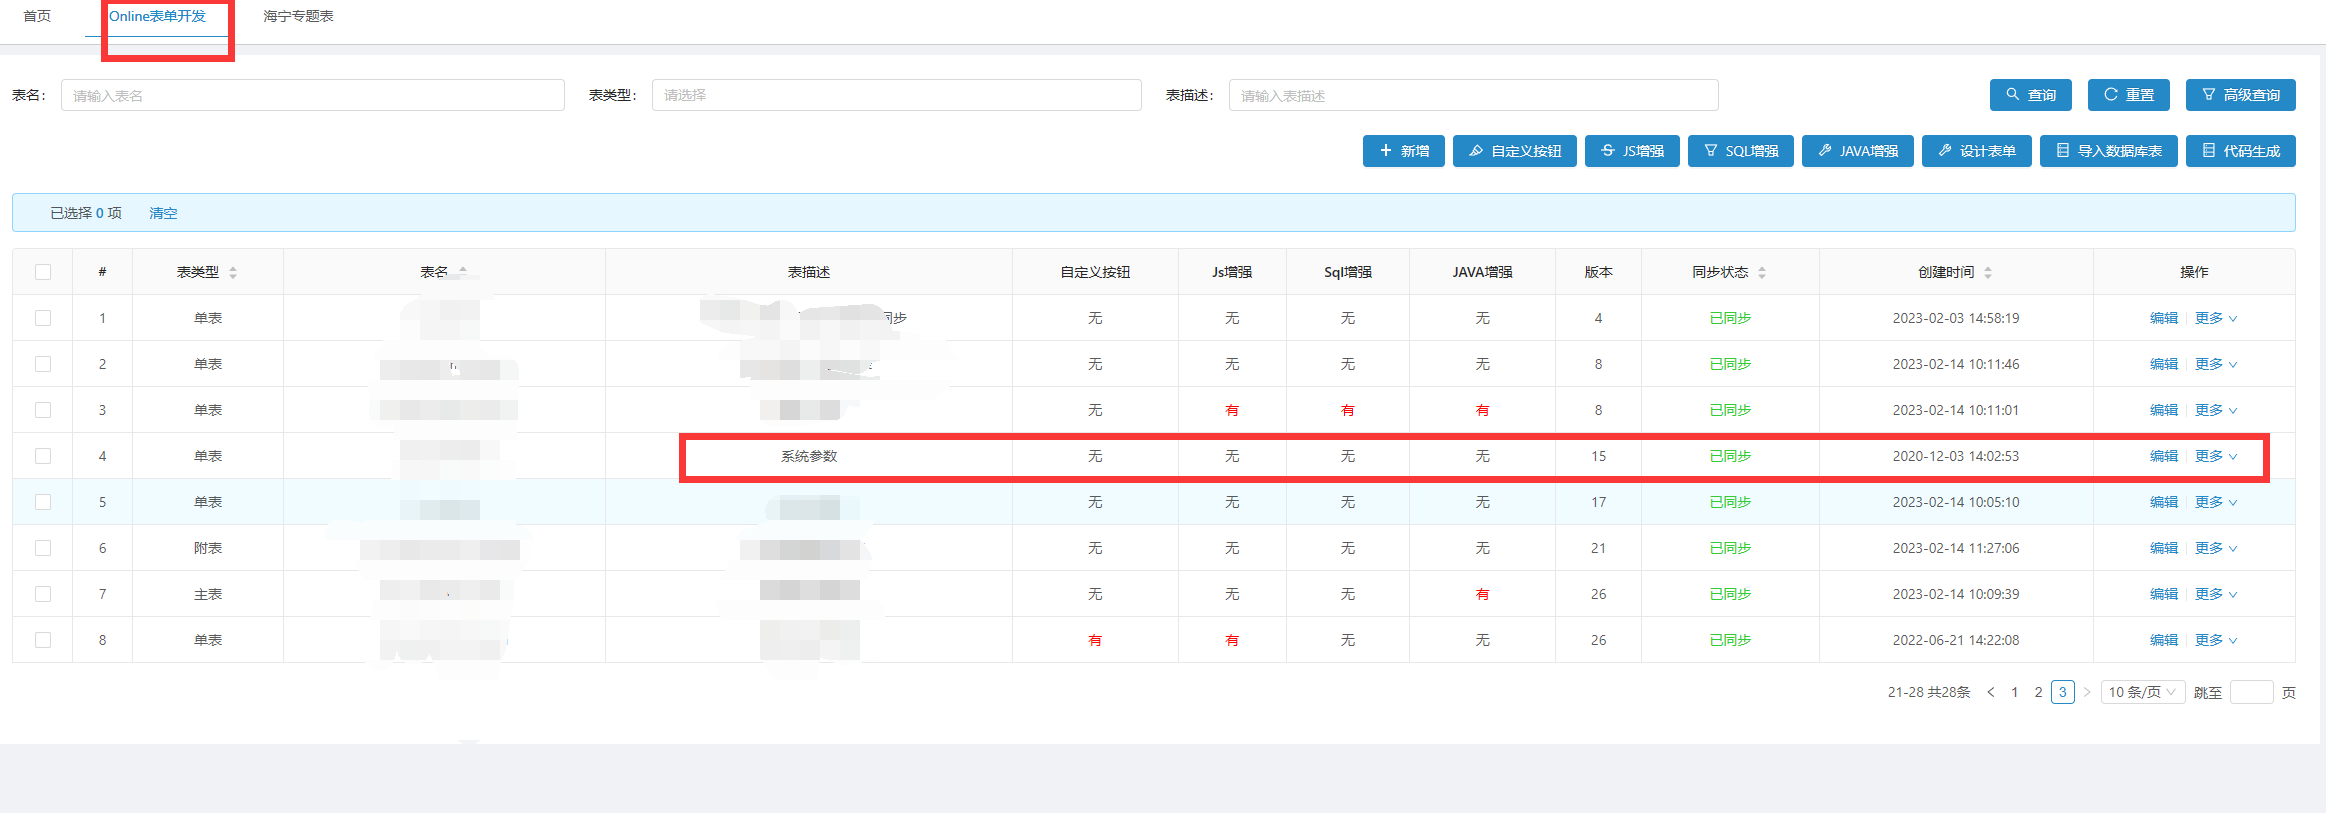 首页 Online表单开发 海宁专题表
表名： 请输入表名 表类型： 请选择 表描述： 请输入表描述 查询 重置 高级查询
新增 自定义按钮 JS增强 SQL增强 JAVA增强 设计表单 导入数据库表 代码生成
已选择 0 项 清空
# 表类型 表名 表描述 自定义按钮 Js增强 Sql增强 JAVA增强 版本 同步状态 创建时间 操作
1 单表 同步 无 无 无 无 4 已同步 2023-02-03 14:58:19 编辑 更多
2 单表 无 无 无 无 8 已同步 2023-02-14 10:11:46 编辑 更多
3 单表 无 有 有 有 8 已同步 2023-02-14 10:11:01 编辑 更多
4 单表 系统参数 无 无 无 无 15 已同步 2020-12-03 14:02:53 编辑 更多
5 单表 无 无 无 无 17 已同步 2023-02-14 10:05:10 编辑 更多
6 附表 无 无 无 无 21 已同步 2023-02-14 11:27:06 编辑 更多
7 主表 无 无 无 有 26 已同步 2023-02-14 10:09:39 编辑 更多
8 单表 有 有 无 无 26 已同步 2022-06-21 14:22:08 编辑 更多
21-28 共28条 < 1 2 3 > 10 条/页 跳至 页